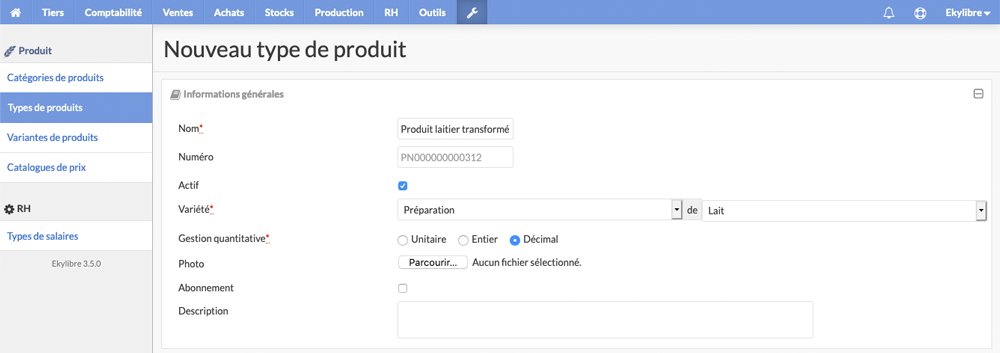 Tiers Comptabilité Ventes Achats Stocks Production RH Outils Ekylibre
Produit
Catégories de produits
Types de produits
Variantes de produits
Catalogues de prix
RH
Types de salaires
Ekylibre 3.5.0
Nouveau type de produit
Informations générales
Nom* Produit laitier transformé
Numéro PN000000000312
Actif
Variété* Préparation de Lait
Gestion quantitative* Unitaire Entier Décimal
Photo Parcourir... Aucun fichier sélectionné.
Abonnement
Description